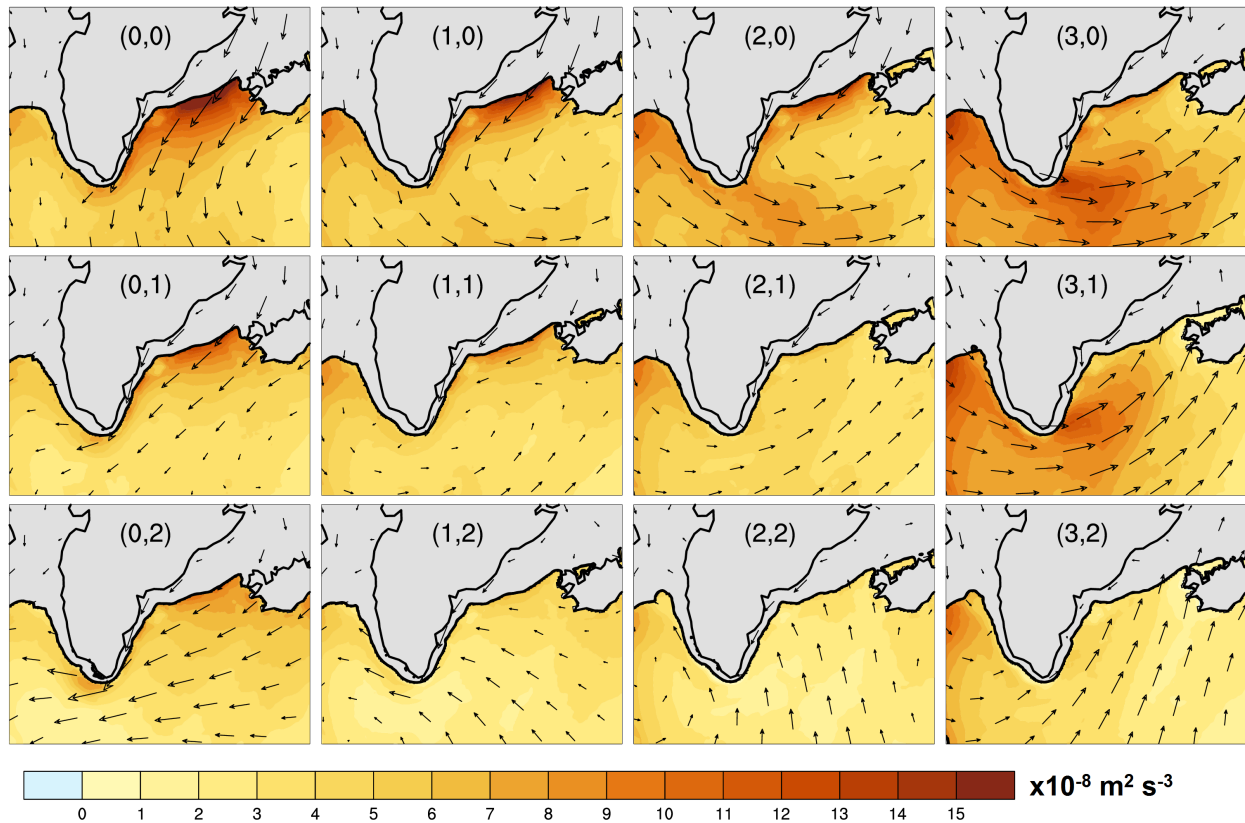 (0,0) (1,0) (2,0) (3,0)
(0,1) (1,1) (2,1) (3,1)
(0,2) (1,2) (2,2) (3,2)
x10⁻⁸ m² s⁻³
0 1 2 3 4 5 6 7 8 9 10 11 12 13 14 15